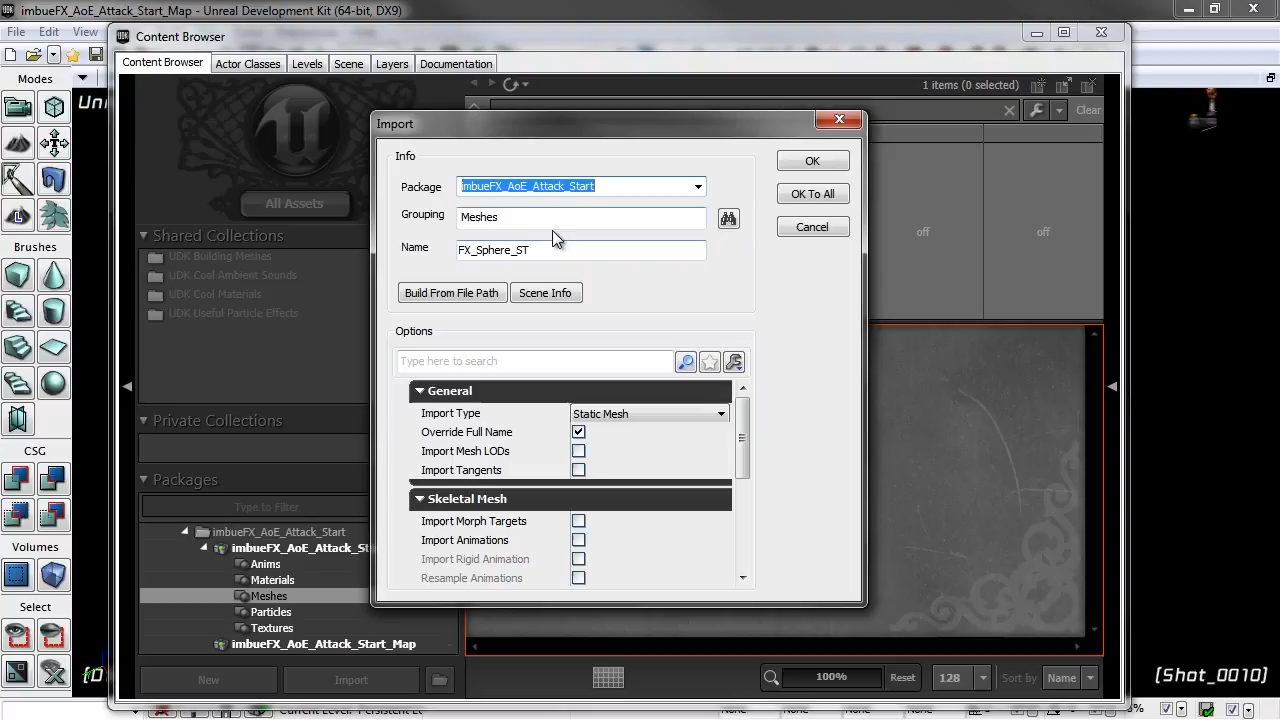 imbueFX_AoE_Attack_Start_Map - Unreal Development Kit (64-bit, DX9)
File Edit View
Content Browser
Content Browser Actor Classes Levels Scene Layers Documentation
Modes
1 items (0 selected)
Clear
Import
Info
Package imbueFX_AoE_Attack_Start
Grouping Meshes
Name FX_Sphere_ST
OK
OK To All
Cancel
Build From File Path Scene Info
Options
Type here to search
General
Import Type Static Mesh
Override Full Name
Import Mesh LODs
Import Tangents
Skeletal Mesh
Import Morph Targets
Import Animations
Import Rigid Animation
Resample Animations
off off
All Assets
Shared Collections
UDK Building Meshes
UDK Cool Ambient Sounds
UDK Cool Materials
UDK Useful Particle Effects
Private Collections
Packages
Type to Filter
imbueFX_AoE_Attack_Start
imbueFX_AoE_Attack_St
Anims
Materials
Meshes
Particles
Textures
imbueFX_AoE_Attack_Start_Map
New Import
100% Reset 128 Sort by Name
Brushes
CSG
Volumes
Select
[Shot_0010]